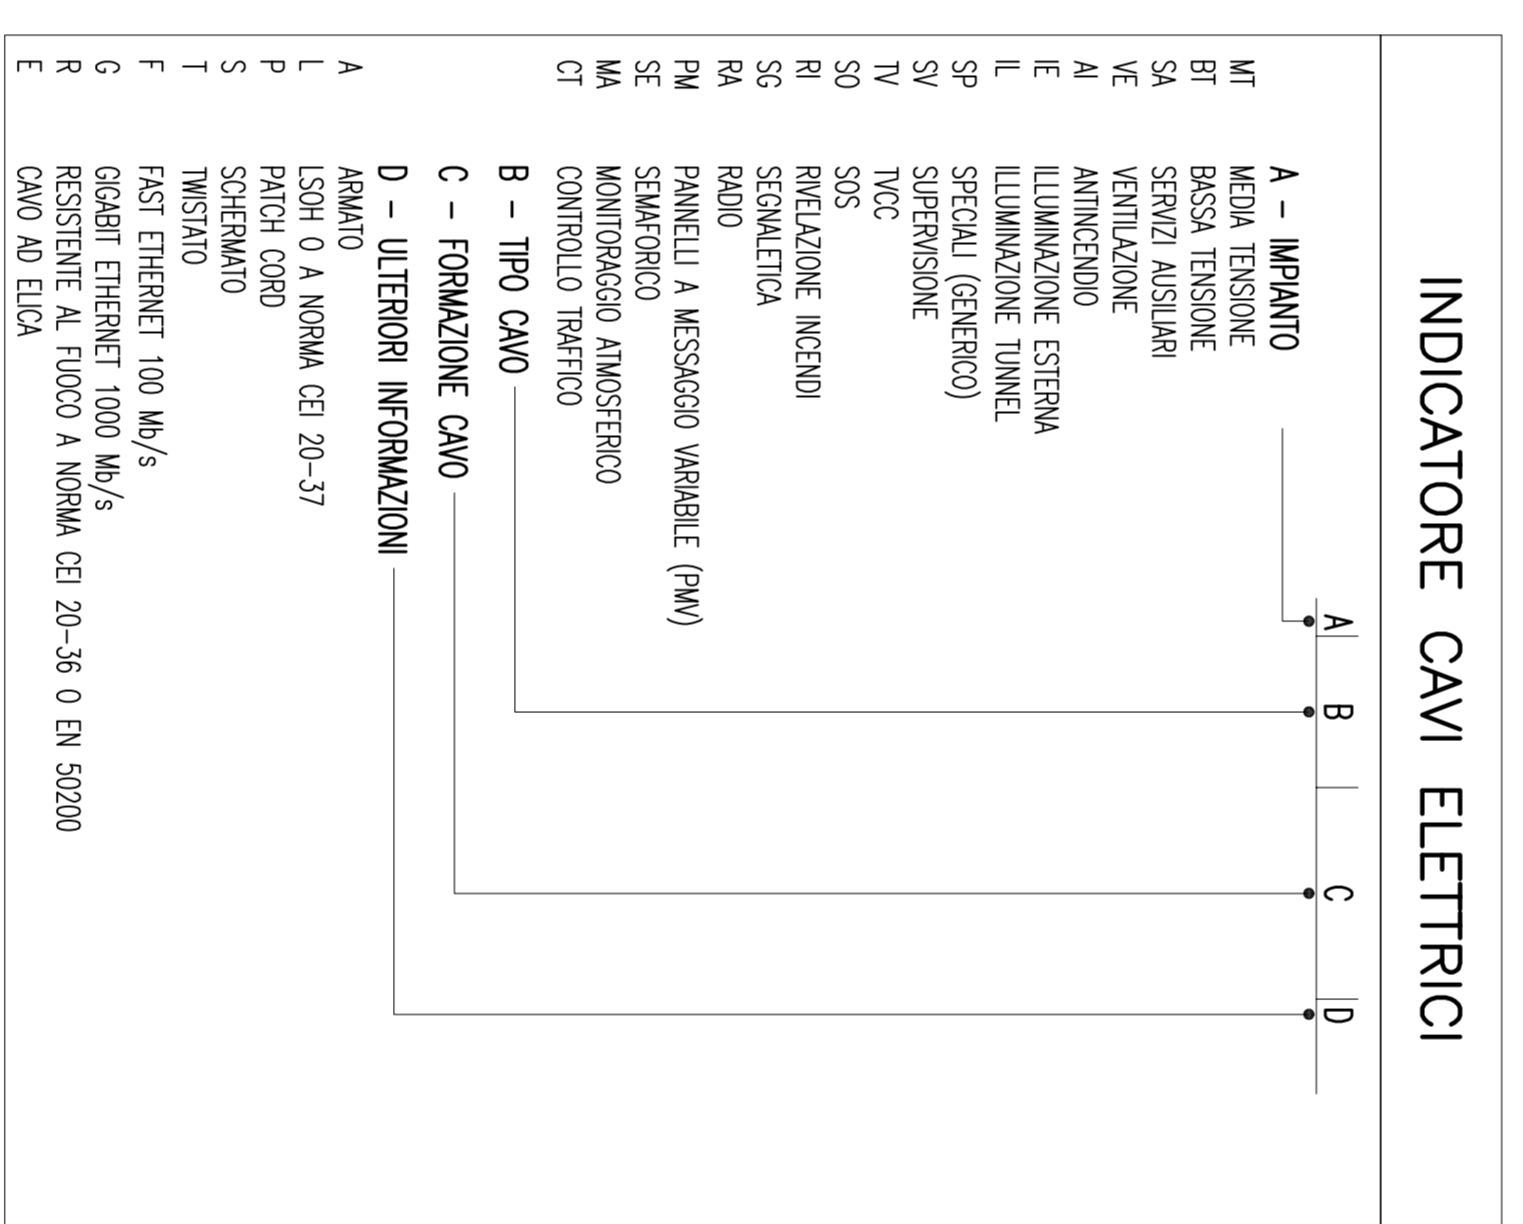 INDICATORE CAVI ELETTRICI
A B C D
A – IMPIANTO
MT MEDIA TENSIONE
BT BASSA TENSIONE
SA SERVIZI AUSILIARI
VE VENTILAZIONE
AI ANTINCENDIO
IE ILLUMINAZIONE ESTERNA
IL ILLUMINAZIONE TUNNEL
SP SPECIALI (GENERICO)
SV SUPERVISIONE
TV TVCC
SO SOS
RI RIVELAZIONE INCENDI
SG SEGNALETICA
RA RADIO
PM PANNELLI A MESSAGGIO VARIABILE (PMV)
SE SEMAFORICO
MA MONITORAGGIO ATMOSFERICO
CT CONTROLLO TRAFFICO
B – TIPO CAVO
C – FORMAZIONE CAVO
D – ULTERIORI INFORMAZIONI
A ARMATO
L LSOH O A NORMA CEI 20–37
P PATCH CORD
S SCHERMATO
T TWISTATO
F FAST ETHERNET 100 Mb/s
G GIGABIT ETHERNET 1000 Mb/s
R RESISTENTE AL FUOCO A NORMA CEI 20–36 O EN 50200
E CAVO AD ELICA